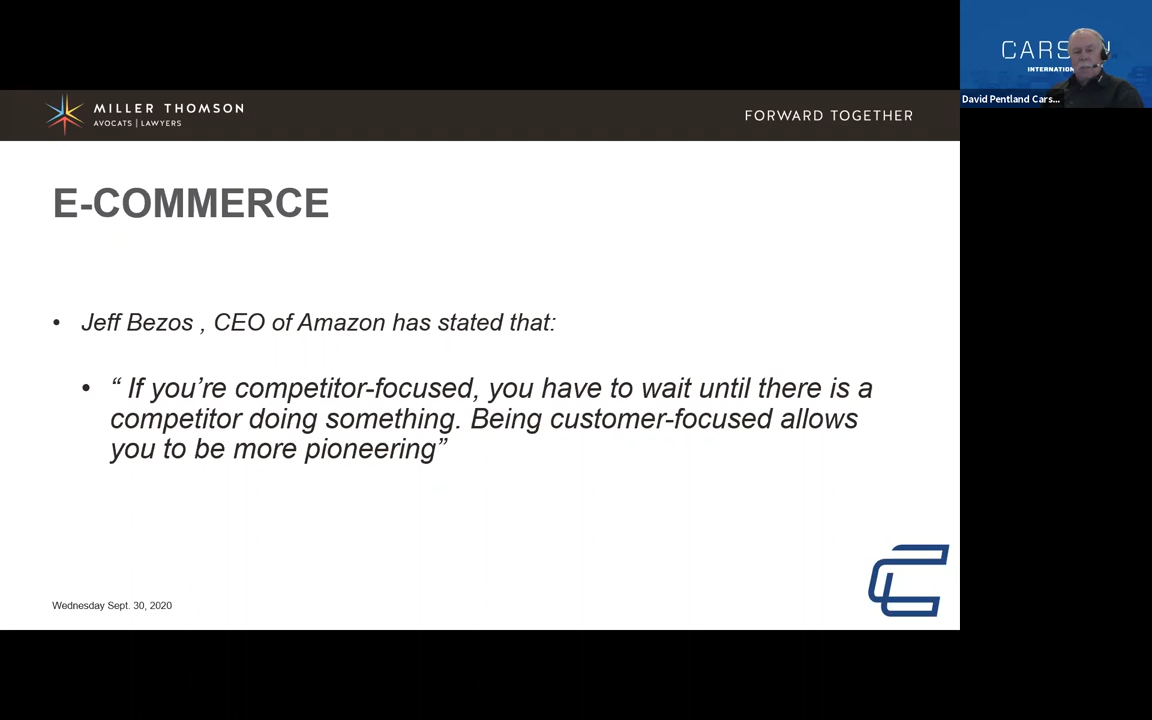 MILLER THOMSON
AVOCATS | LAWYERS
FORWARD TOGETHER
CARS
INTERNATION
David Pentland Cars...
E-COMMERCE
• Jeff Bezos , CEO of Amazon has stated that:
• “ If you’re competitor-focused, you have to wait until there is a
competitor doing something. Being customer-focused allows
you to be more pioneering”
Wednesday Sept. 30, 2020